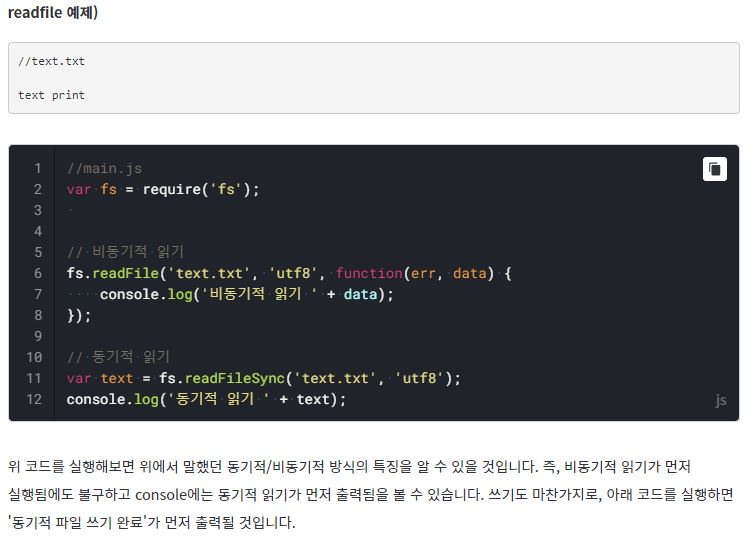 readfile 예제)
//text.txt
text print
1 //main.js
2 var fs = require('fs');
3
4
5 // 비동기적 읽기
6 fs.readFile('text.txt', 'utf8', function(err, data) {
7     console.log('비동기적 읽기 ' + data);
8 });
9
10 // 동기적 읽기
11 var text = fs.readFileSync('text.txt', 'utf8');
12 console.log('동기적 읽기 ' + text);
js
위 코드를 실행해보면 위에서 말했던 동기적/비동기적 방식의 특징을 알 수 있을 것입니다. 즉, 비동기적 읽기가 먼저
실행됨에도 불구하고 console에는 동기적 읽기가 먼저 출력됨을 볼 수 있습니다. 쓰기도 마찬가지로, 아래 코드를 실행하면
'동기적 파일 쓰기 완료'가 먼저 출력될 것입니다.